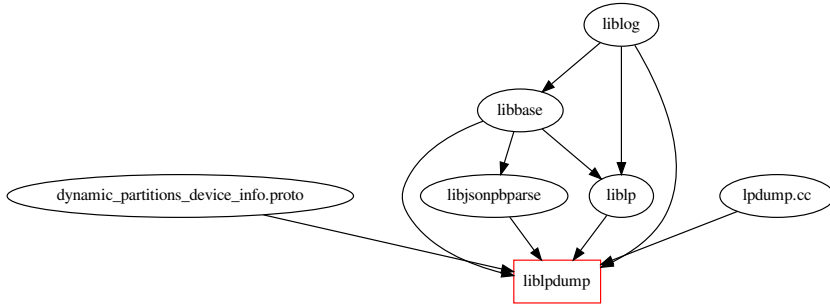 liblog
libbase
dynamic_partitions_device_info.proto
libjsonpbparse
liblp
lpdump.cc
liblpdump